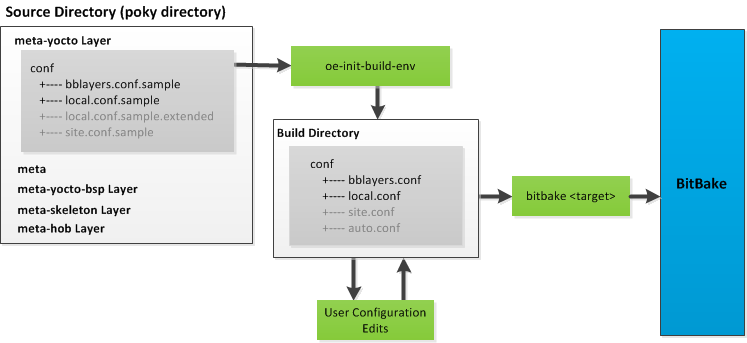 Source Directory (poky directory)
meta-yocto Layer
conf
+---- bblayers.conf.sample
+---- local.conf.sample
+---- local.conf.sample.extended
+---- site.conf.sample
meta
meta-yocto-bsp Layer
meta-skeleton Layer
meta-hob Layer
oe-init-build-env
Build Directory
conf
+---- bblayers.conf
+---- local.conf
+---- site.conf
+---- auto.conf
User Configuration
Edits
bitbake <target>
BitBake